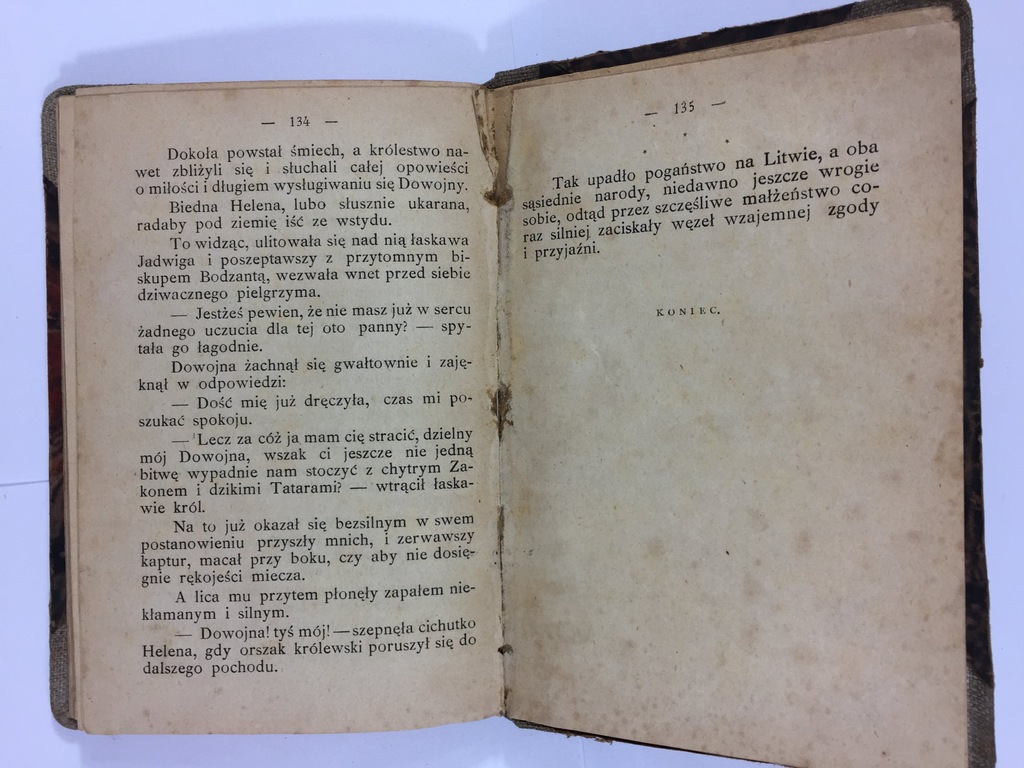 — 134 —
Dokoła powstał śmiech, a królestwo na-
wet zbliżyli się i słuchali całej opowieści
o miłości i długiem wysługiwaniu się Dowojny.
Biedna Helena, lubo słusznie ukarana,
radaby pod ziemię iść ze wstydu.
To widząc, ulitowała się nad nią łaskawa
Jadwiga i poszeptawszy z przytomnym bi-
skupem Bodzantą, wezwała wnet przed siebie
dziwacznego pielgrzyma.
— Jestżeś pewien, że nie masz już w sercu
żadnego uczucia dla tej oto panny? — spy-
tała go łagodnie.
Dowojna żachnął się gwałtownie i zaję-
knął w odpowiedzi:
— Dość mię już dręczyła, czas mi po-
szukać spokoju.
— Lecz za cóż ja mam cię stracić, dzielny
mój Dowojna, wszak ci jeszcze nie jedną
bitwę wypadnie nam stoczyć z chytrym Za-
konem i dzikimi Tatarami? — wtrącił łaska-
wie król.
Na to już okazał się bezsilnym w swem
postanowieniu przyszły mnich, i zerwawszy
kaptur, macał przy boku, czy aby nie dosię-
gnie rękojeści miecza.
A lica mu przytem płonęły zapałem nie-
kłamanym i silnym.
— Dowojna! tyś mój! — szepnęła cichutko
Helena, gdy orszak królewski poruszył się do
dalszego pochodu.
— 135 —
Tak upadło pogaństwo na Litwie, a oba
sąsiednie narody, niedawno jeszcze wrogie
sobie, odtąd przez szczęśliwe małżeństwo co-
raz silniej zaciskały węzeł wzajemnej zgody
i przyjaźni.
KONIEC.